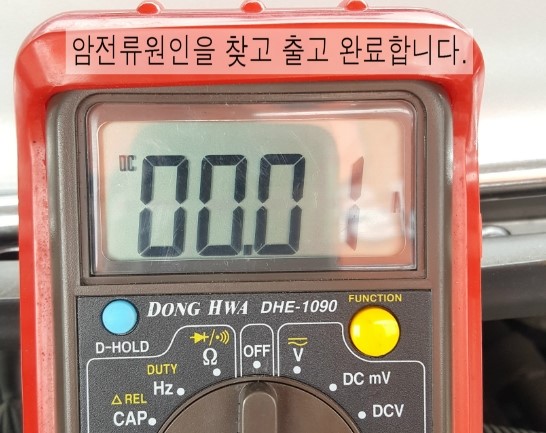 암전류원인을 찾고 출고 완료합니다.
DC
00.01 A
DONG HWA DHE-1090
FUNCTION
D-HOLD
Ω
OFF
V
DUTY
Hz
DC mV
△ REL
CAP
DCV